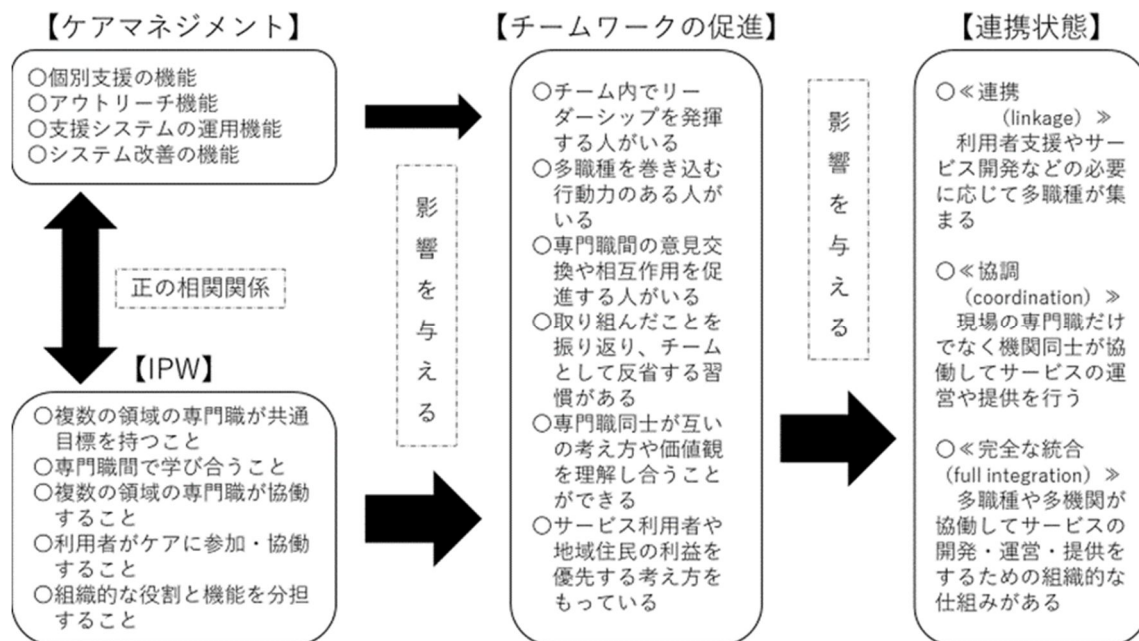 【ケアマネジメント】
○個別支援の機能
○アウトリーチ機能
○支援システムの運用機能
○システム改善の機能
正の相関関係
【IPW】
○複数の領域の専門職が共通
目標を持つこと
○専門職間で学び合うこと
○複数の領域の専門職が協働
すること
○利用者がケアに参加・協働
すること
○組織的な役割と機能を分担
すること
影響を与える
【チームワークの促進】
○チーム内でリー
ダーシップを発揮
する人がいる
○多職種を巻き込む
行動力のある人が
いる
○専門職間の意見交
換や相互作用を促
進する人がいる
○取り組んだことを
振り返り、チーム
として反省する習
慣がある
○専門職同士が互い
の考え方や価値観
を理解し合うこと
ができる
○サービス利用者や
地域住民の利益を
優先する考え方を
もっている
影響を与える
【連携状態】
○≪連携
(linkage) ≫
利用者支援やサー
ビス開発などの必要
に応じて多職種が集
まる
○≪協調
(coordination) ≫
現場の専門職だけ
でなく機関同士が協
働してサービスの運
営や提供を行う
○≪完全な統合
(full integration) ≫
多職種や多機関が
協働してサービスの
開発・運営・提供を
するための組織的な
仕組みがある